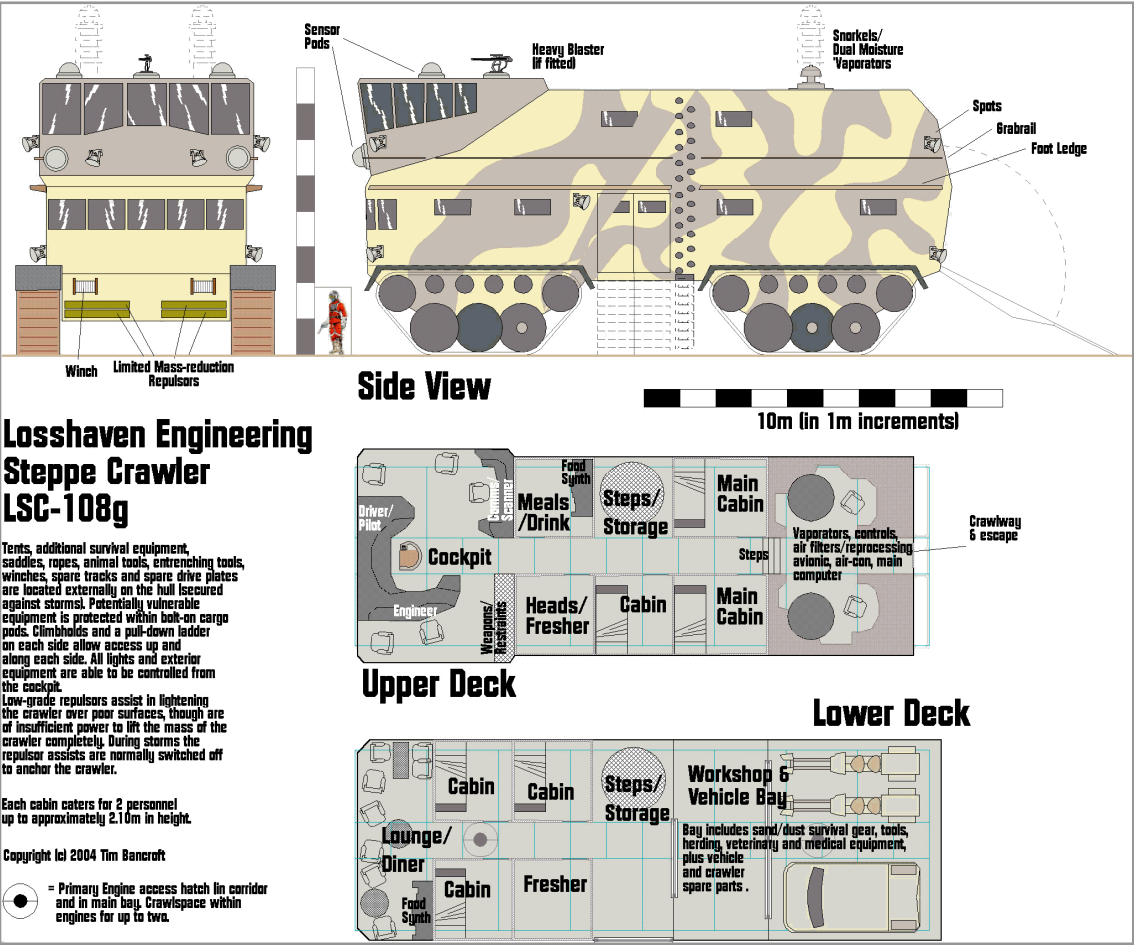 Sensor
Pods
Heavy Blaster
(if fitted)
Snorkels/
Dual Moisture
'Vaporators
Spots
Grabrail
Foot Ledge
Winch
Limited Mass-reduction
Repulsors
Side View
10m (in 1m increments)
Losshaven Engineering
Steppe Crawler
LSC-108g
Tents, additional survival equipment,
saddles, ropes, animal tools, entrenching tools,
winches, spare tracks and spare drive plates
are located externally on the hull (secured
against storms). Potentially vulnerable
equipment is protected within bolt-on cargo
pods. Climbholds and a pull-down ladder
on each side allow access up and
along each side. All lights and exterior
equipment are able to be controlled from
the cockpit.
Low-grade repulsors assist in lightening
the crawler over poor surfaces, though are
of insufficient power to lift the mass of the
crawler completely. During storms the
repulsor assists are normally switched off
to anchor the crawler.
Each cabin caters for 2 personnel
up to approximately 2.10m in height.
Copyright (c) 2004 Tim Bancroft
= Primary Engine access hatch (in corridor
and in main bay. Crawlspace within
engines for up to two.
Driver/
Pilot
Comms/
Scanner
Cockpit
Engineer
Weapons/
Restraints
Food
Synth
Meals
/Drink
Steps/
Storage
Main
Cabin
Heads/
Fresher
Cabin
Main
Cabin
Steps
Vaporators, controls,
air filters/reprocessing
avionic, air-con, main
computer
Crawlway
& escape
Upper Deck
Lower Deck
Cabin
Cabin
Steps/
Storage
Workshop &
Vehicle Bay
Bay includes sand/dust survival gear, tools,
herding, veterinary and medical equipment,
plus vehicle
and crawler
spare parts .
Lounge/
Diner
Food
Synth
Cabin
Fresher